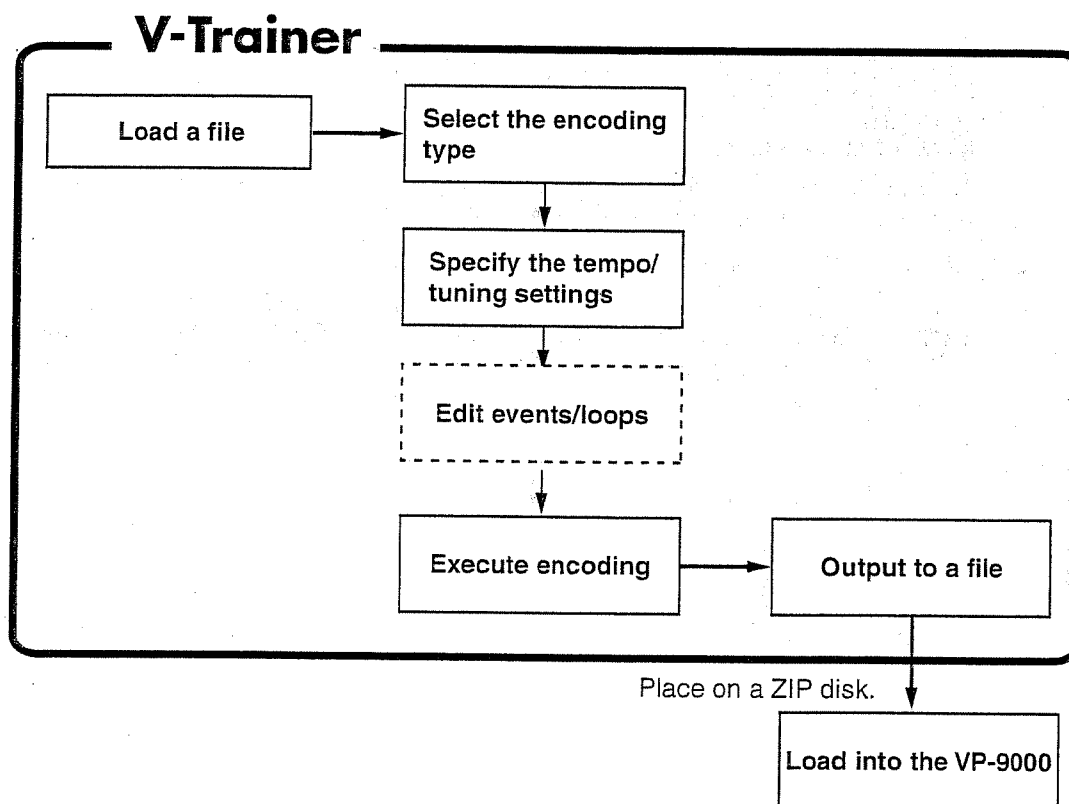 V-Trainer
Load a file
Select the encoding
type
Specify the tempo/
tuning settings
Edit events/loops
Execute encoding
Output to a file
Place on a ZIP disk.
Load into the VP-9000